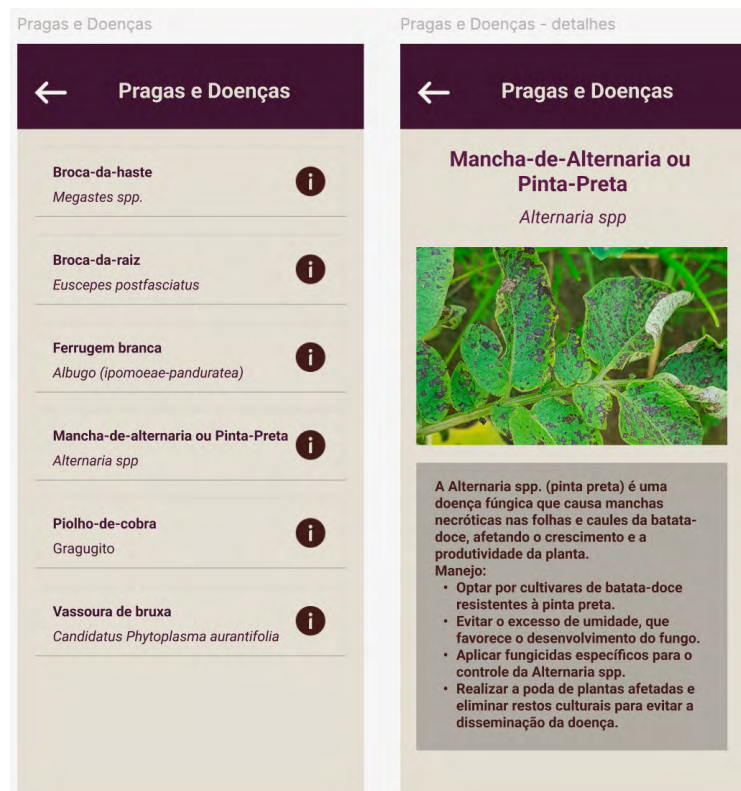 Pragas e Doenças
Pragas e Doenças
Broca-da-haste
Megastes spp.
Broca-da-raiz
Euscepes postfasciatus
Ferrugem branca
Albugo (ipomoeae-panduratea)
Mancha-de-alternaria ou Pinta-Preta
Alternaria spp
Piolho-de-cobra
Gragugito
Vassoura de bruxa
Candidatus Phytoplasma aurantifolia
Pragas e Doenças - detalhes
Pragas e Doenças
Mancha-de-Alternaria ou
Pinta-Preta
Alternaria spp
A Alternaria spp. (pinta preta) é uma
doença fúngica que causa manchas
necróticas nas folhas e caules da batata-
doce, afetando o crescimento e a
produtividade da planta.
Manejo:
• Optar por cultivares de batata-doce
resistentes à pinta preta.
• Evitar o excesso de umidade, que
favorece o desenvolvimento do fungo.
• Aplicar fungicidas específicos para o
controle da Alternaria spp.
• Realizar a poda de plantas afetadas e
eliminar restos culturais para evitar a
disseminação da doença.